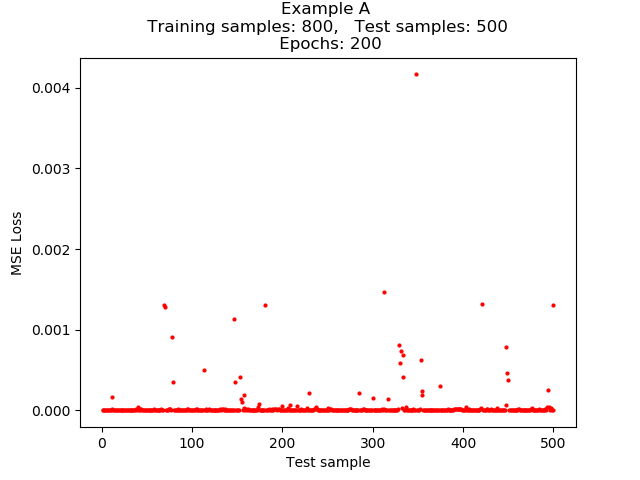 Example A
Training samples: 800,   Test samples: 500
Epochs: 200
0.004
0.003
0.002
0.001
0.000
MSE Loss
0 100 200 300 400 500
Test sample